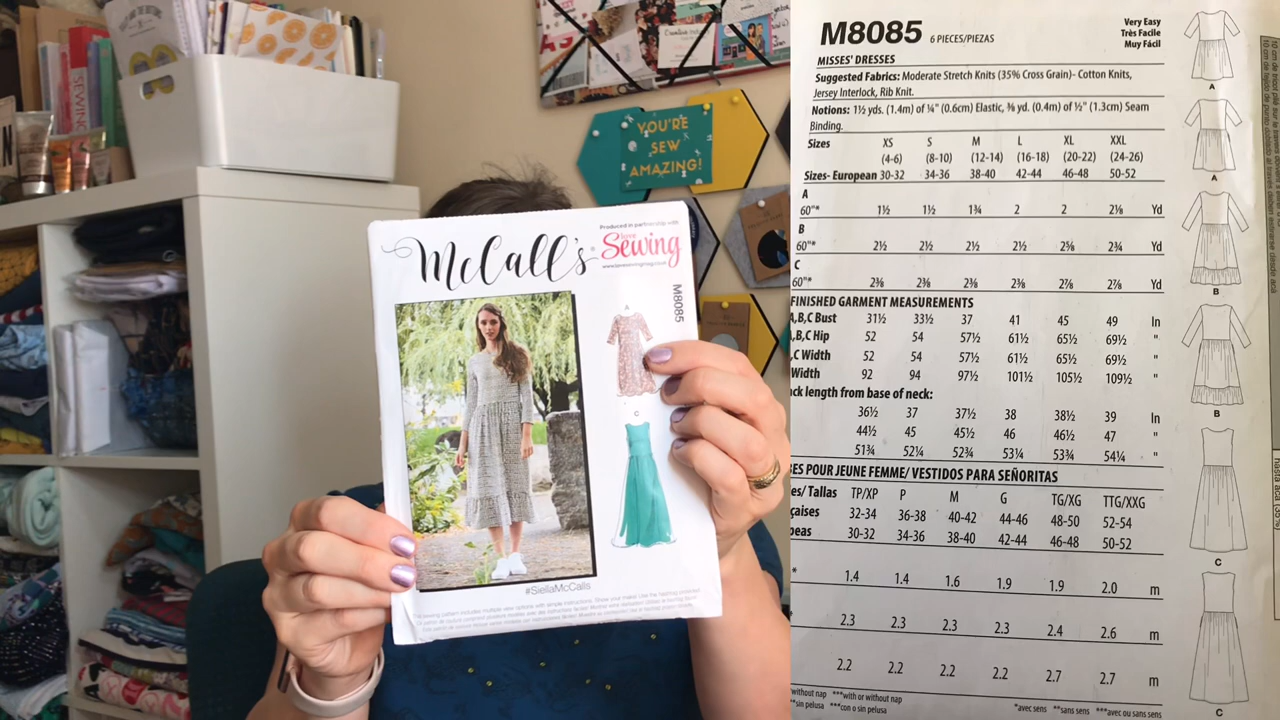 SEWING
N
YOU'RE
SEW
AMAZING!
Produced in partnership with
McCall's
love
Sewing
www.lovesewingmag.co.uk
M8085
A
C
#SiellaMcCalls
M8085 6 PIECES/PIEZAS
Very Easy
Très Facile
Muy Fácil
MISSES' DRESSES
Suggested Fabrics: Moderate Stretch Knits (35% Cross Grain)- Cotton Knits,
Jersey Interlock, Rib Knit.
Notions: 1½ yds. (1.4m) of ¼" (0.6cm) Elastic, ⅜ yd. (0.4m) of ½" (1.3cm) Seam
Binding.
Sizes XS S M L XL XXL
(4-6) (8-10) (12-14) (16-18) (20-22) (24-26)
Sizes- European 30-32 34-36 38-40 42-44 46-48 50-52
A
60"* 1½ 1½ 1¾ 2 2 2⅛ Yd
B
60"* 2½ 2½ 2½ 2½ 2⅝ 2¾ Yd
C
60"* 2⅜ 2⅜ 2⅜ 2⅜ 2⅞ 2⅞ Yd
FINISHED GARMENT MEASUREMENTS
A,B,C Bust 31½ 33½ 37 41 45 49 In
,B,C Hip 52 54 57½ 61½ 65½ 69½ "
,C Width 52 54 57½ 61½ 65½ 69½ "
Width 92 94 97½ 101½ 105½ 109½ "
ck length from base of neck:
36½ 37 37½ 38 38½ 39 In
44½ 45 45½ 46 46½ 47 "
51¾ 52¼ 52¾ 53¼ 53¾ 54¼ "
ES POUR JEUNE FEMME/ VESTIDOS PARA SEÑORITAS
es/ Tallas TP/XP P M G TG/XG TTG/XXG
çaises 32-34 36-38 40-42 44-46 48-50 52-54
peas 30-32 34-36 38-40 42-44 46-48 50-52
* 1.4 1.4 1.6 1.9 1.9 2.0 m
2.3 2.3 2.3 2.3 2.4 2.6 m
2.2 2.2 2.2 2.2 2.7 2.7 m
without nap ***with or without nap
*avec sens **sans sens ***avec ou sans sens
**sin pelusa ***con o sin pelusa
A
A
B
B
C
C